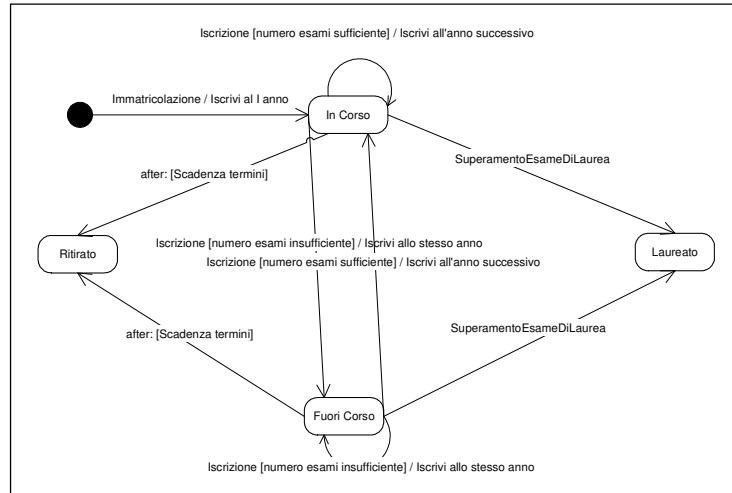 Iscrizione [numero esami sufficiente] / Iscrivi all'anno successivo
Immatricolazione / Iscrivi al I anno
In Corso
SuperamentoEsameDiLaurea
after: [Scadenza termini]
Iscrizione [numero esami insufficiente] / Iscrivi allo stesso anno
Ritirato
Laureato
Iscrizione [numero esami sufficiente] / Iscrivi all'anno successivo
after: [Scadenza termini]
SuperamentoEsameDiLaurea
Fuori Corso
Iscrizione [numero esami insufficiente] / Iscrivi allo stesso anno